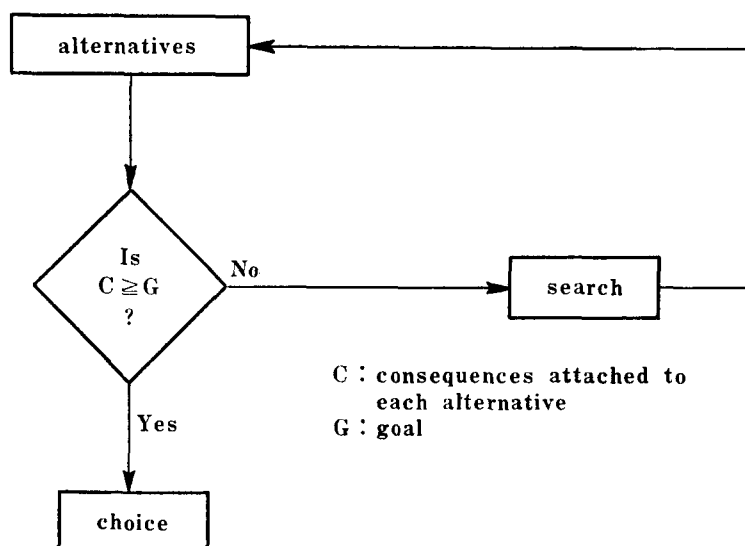 alternatives
Is
C ≧ G
?
No
search
C : consequences attached to
each alternative
G : goal
Yes
choice